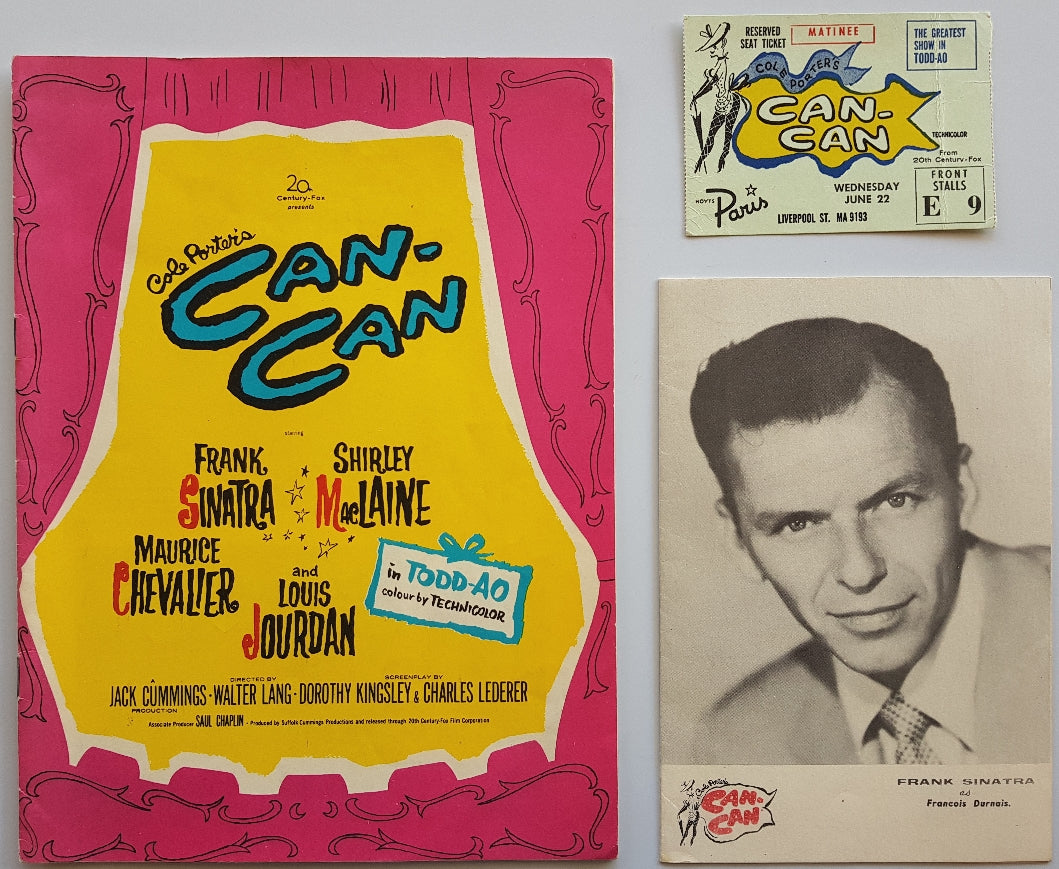 20th
Century-Fox
presents
Cole Porter's
CAN-
CAN
starring
FRANK SINATRA
SHIRLEY MacLAINE
MAURICE CHEVALIER
and
LOUIS JOURDAN
in TODD-AO
colour by TECHNICOLOR
A
JACK CUMMINGS
PRODUCTION
DIRECTED BY
WALTER LANG
SCREENPLAY BY
DOROTHY KINGSLEY & CHARLES LEDERER
Associate Producer SAUL CHAPLIN - Produced by Suffolk-Cummings Productions and released through 20th Century-Fox Film Corporation
RESERVED
SEAT TICKET
MATINEE
THE GREATEST
SHOW IN
TODD-AO
COLE PORTER'S
CAN-
CAN
TECHNICOLOR
From
20th Century-Fox
HOYTS Paris
WEDNESDAY
JUNE 22
LIVERPOOL ST. MA 9193
FRONT
STALLS
E 9
Cole Porter's
CAN-
CAN
FRANK SINATRA
as
Francois Durnais.